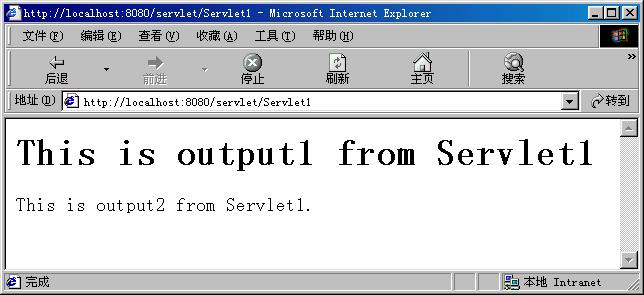 http://localhost:8080/servlet/Servlet1 - Microsoft Internet Explorer
文件(F) 编辑(E) 查看(V) 收藏(A) 工具(T) 帮助(H)
后退 前进 停止 刷新 主页 搜索 »
地址(D) http://localhost:8080/servlet/Servlet1 转到
This is output1 from Servlet1
This is output2 from Servlet1.
完成 本地 Intranet